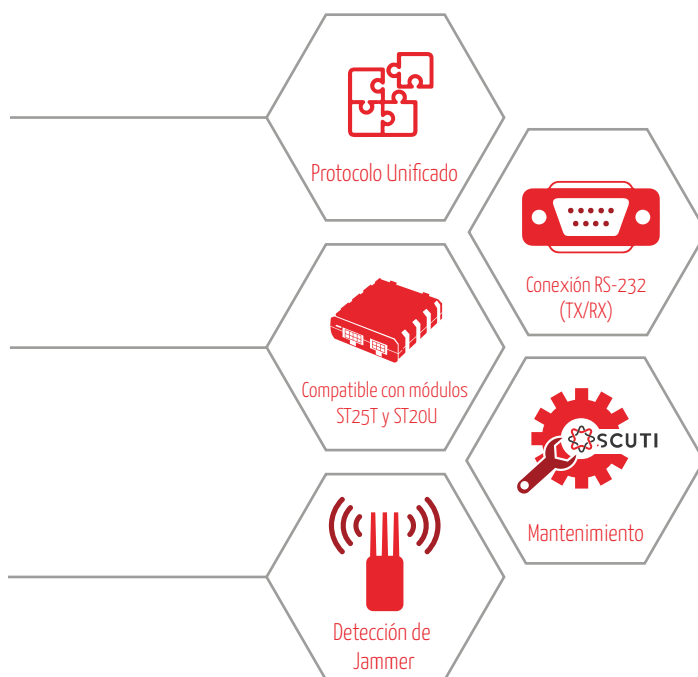 Protocolo Unificado
Conexión RS-232
(TX/RX)
Compatible con módulos
ST25T y ST20U
SCUTI
Mantenimiento
Detección de
Jammer